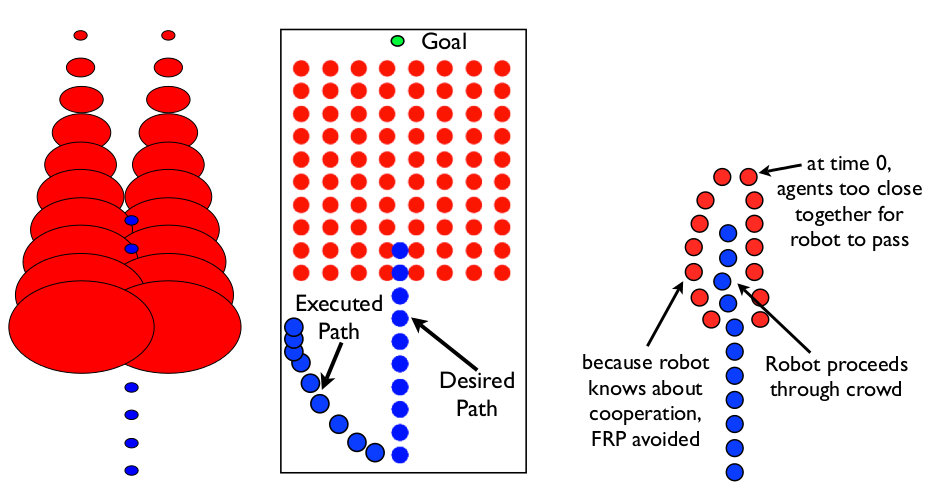 Goal
Executed
Path
Desired
Path
at time 0,
agents too close
together for
robot to pass
because robot
knows about
cooperation,
FRP avoided
Robot proceeds
through crowd